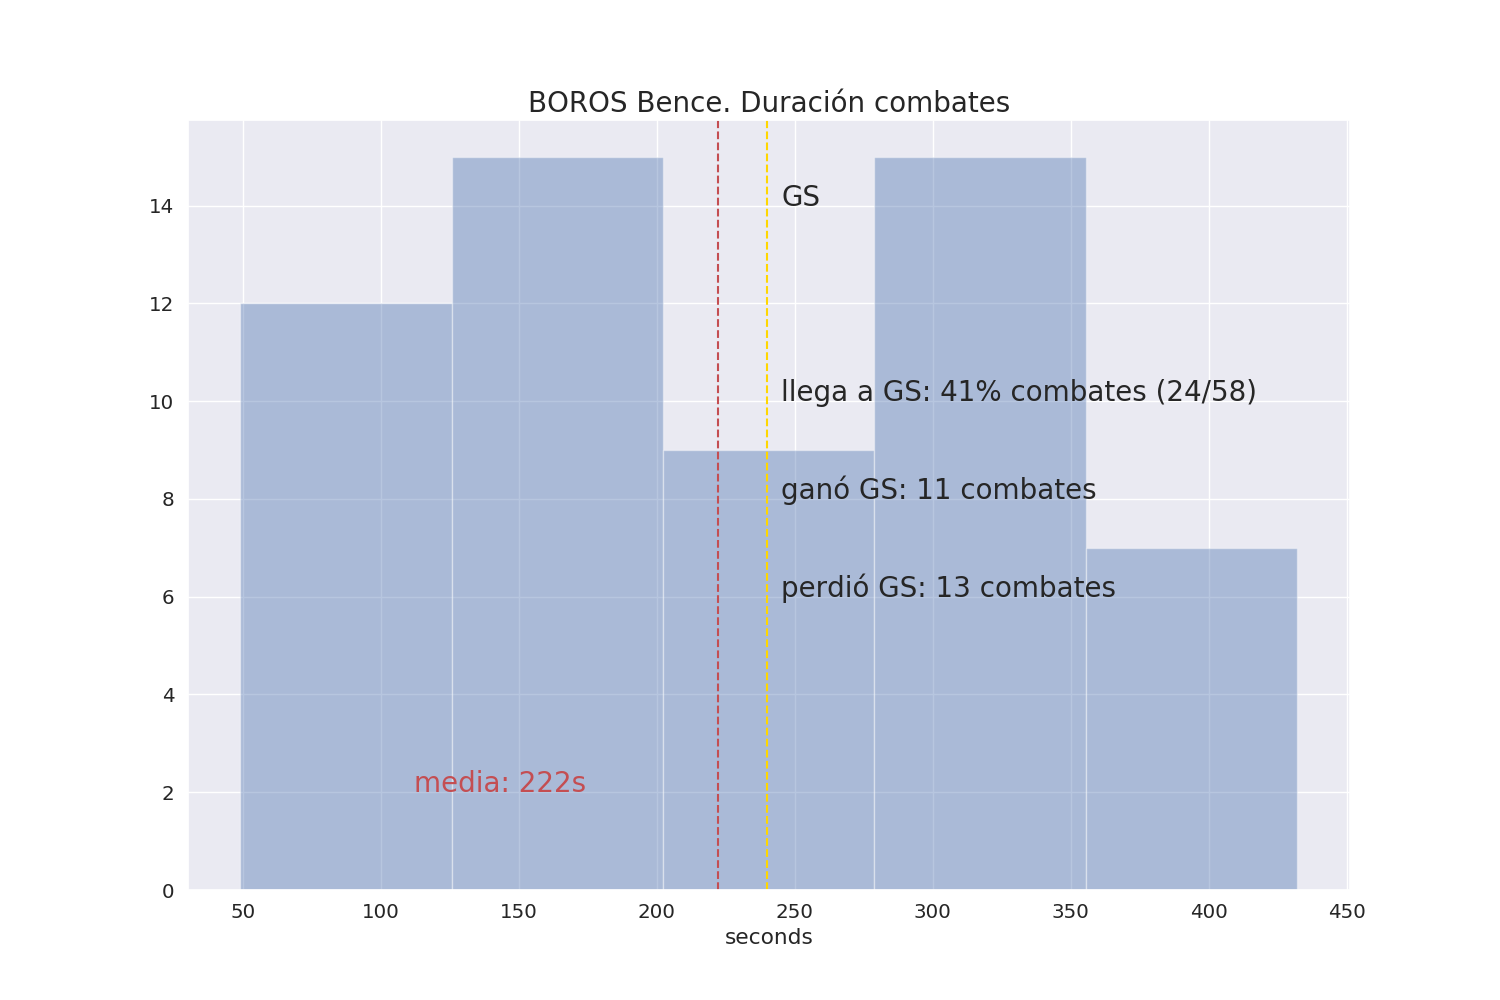 BOROS Bence. Duración combates
14
12
10
8
6
4
2
0
GS
llega a GS: 41% combates (24/58)
ganó GS: 11 combates
perdió GS: 13 combates
media: 222s
50 100 150 200 250 300 350 400 450
seconds